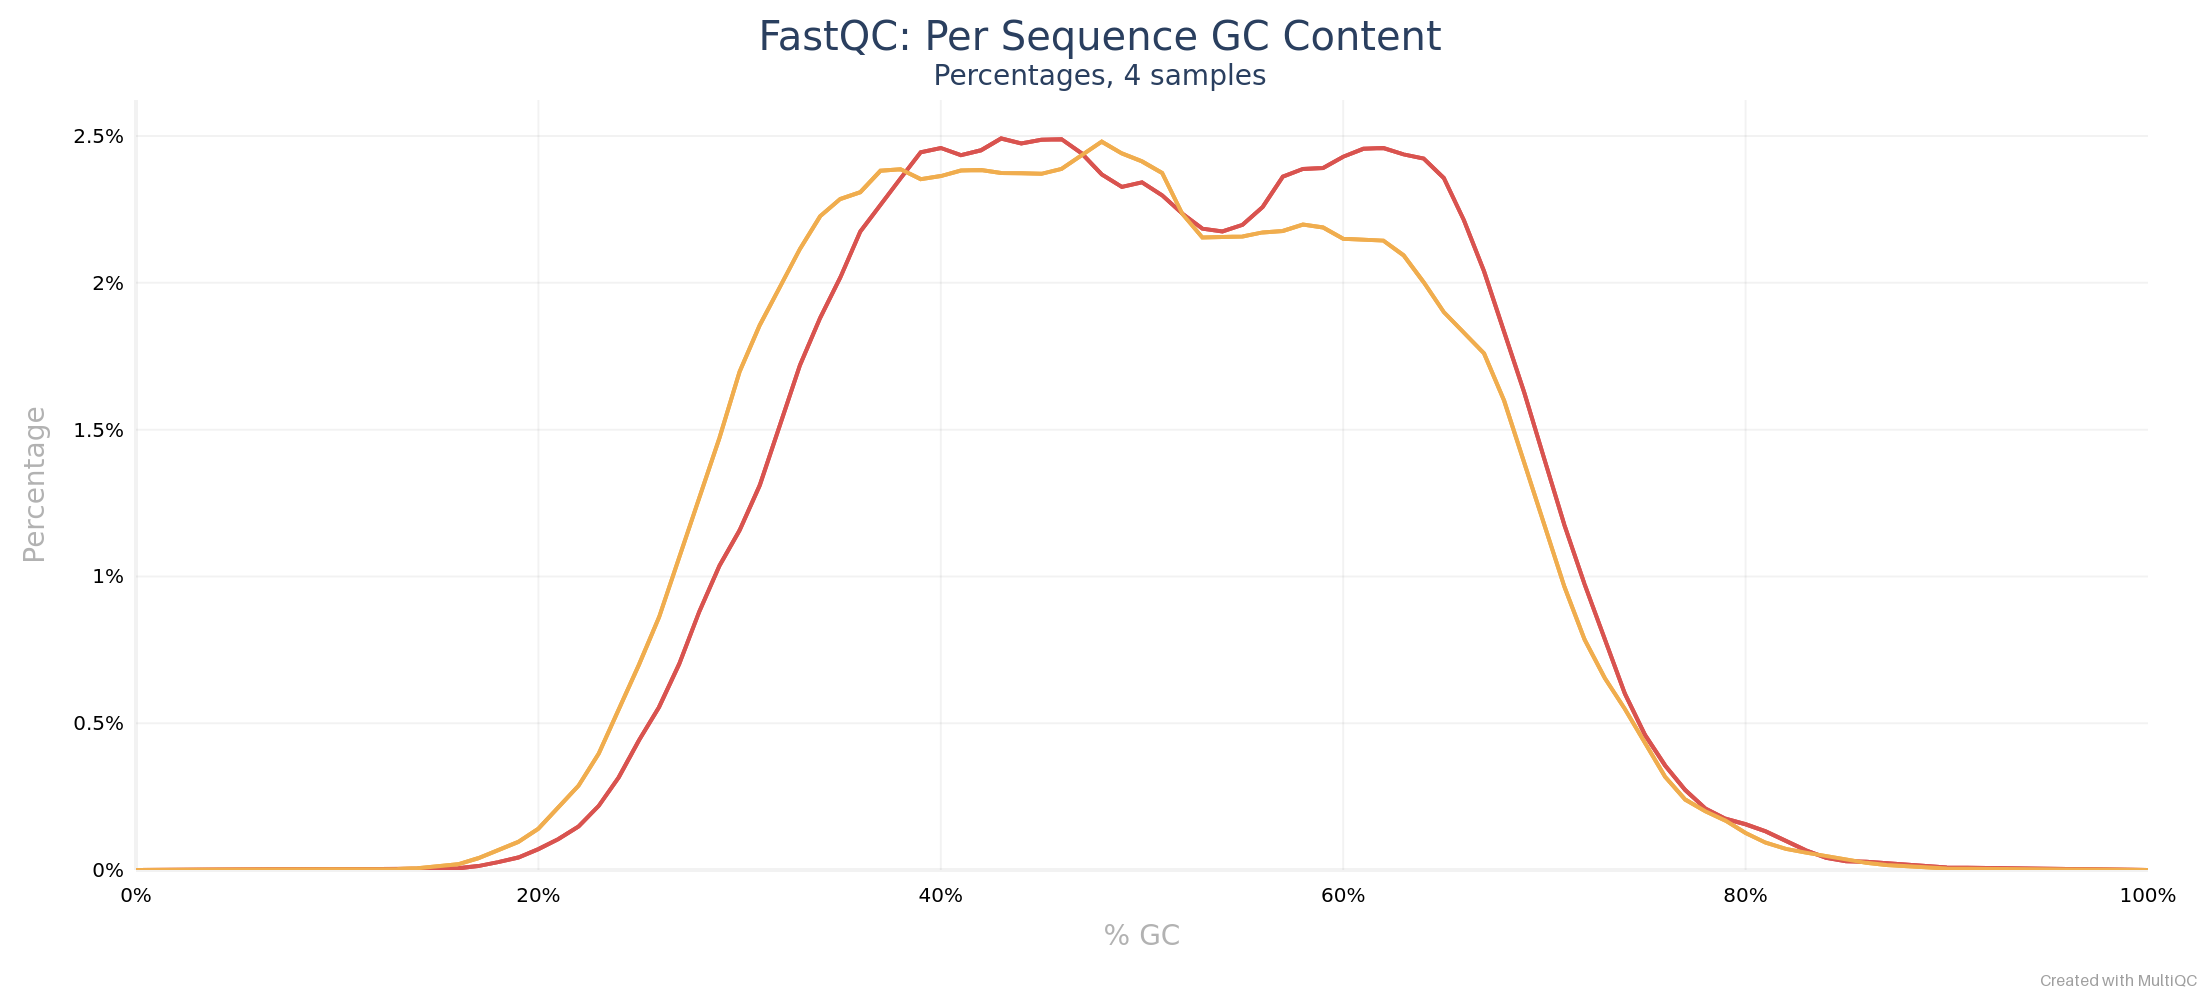 FastQC: Per Sequence GC Content
Percentages, 4 samples
2.5%
2%
1.5%
1%
0.5%
0%
Percentage
0%
20%
40%
60%
80%
100%
% GC
Created with MultiQC